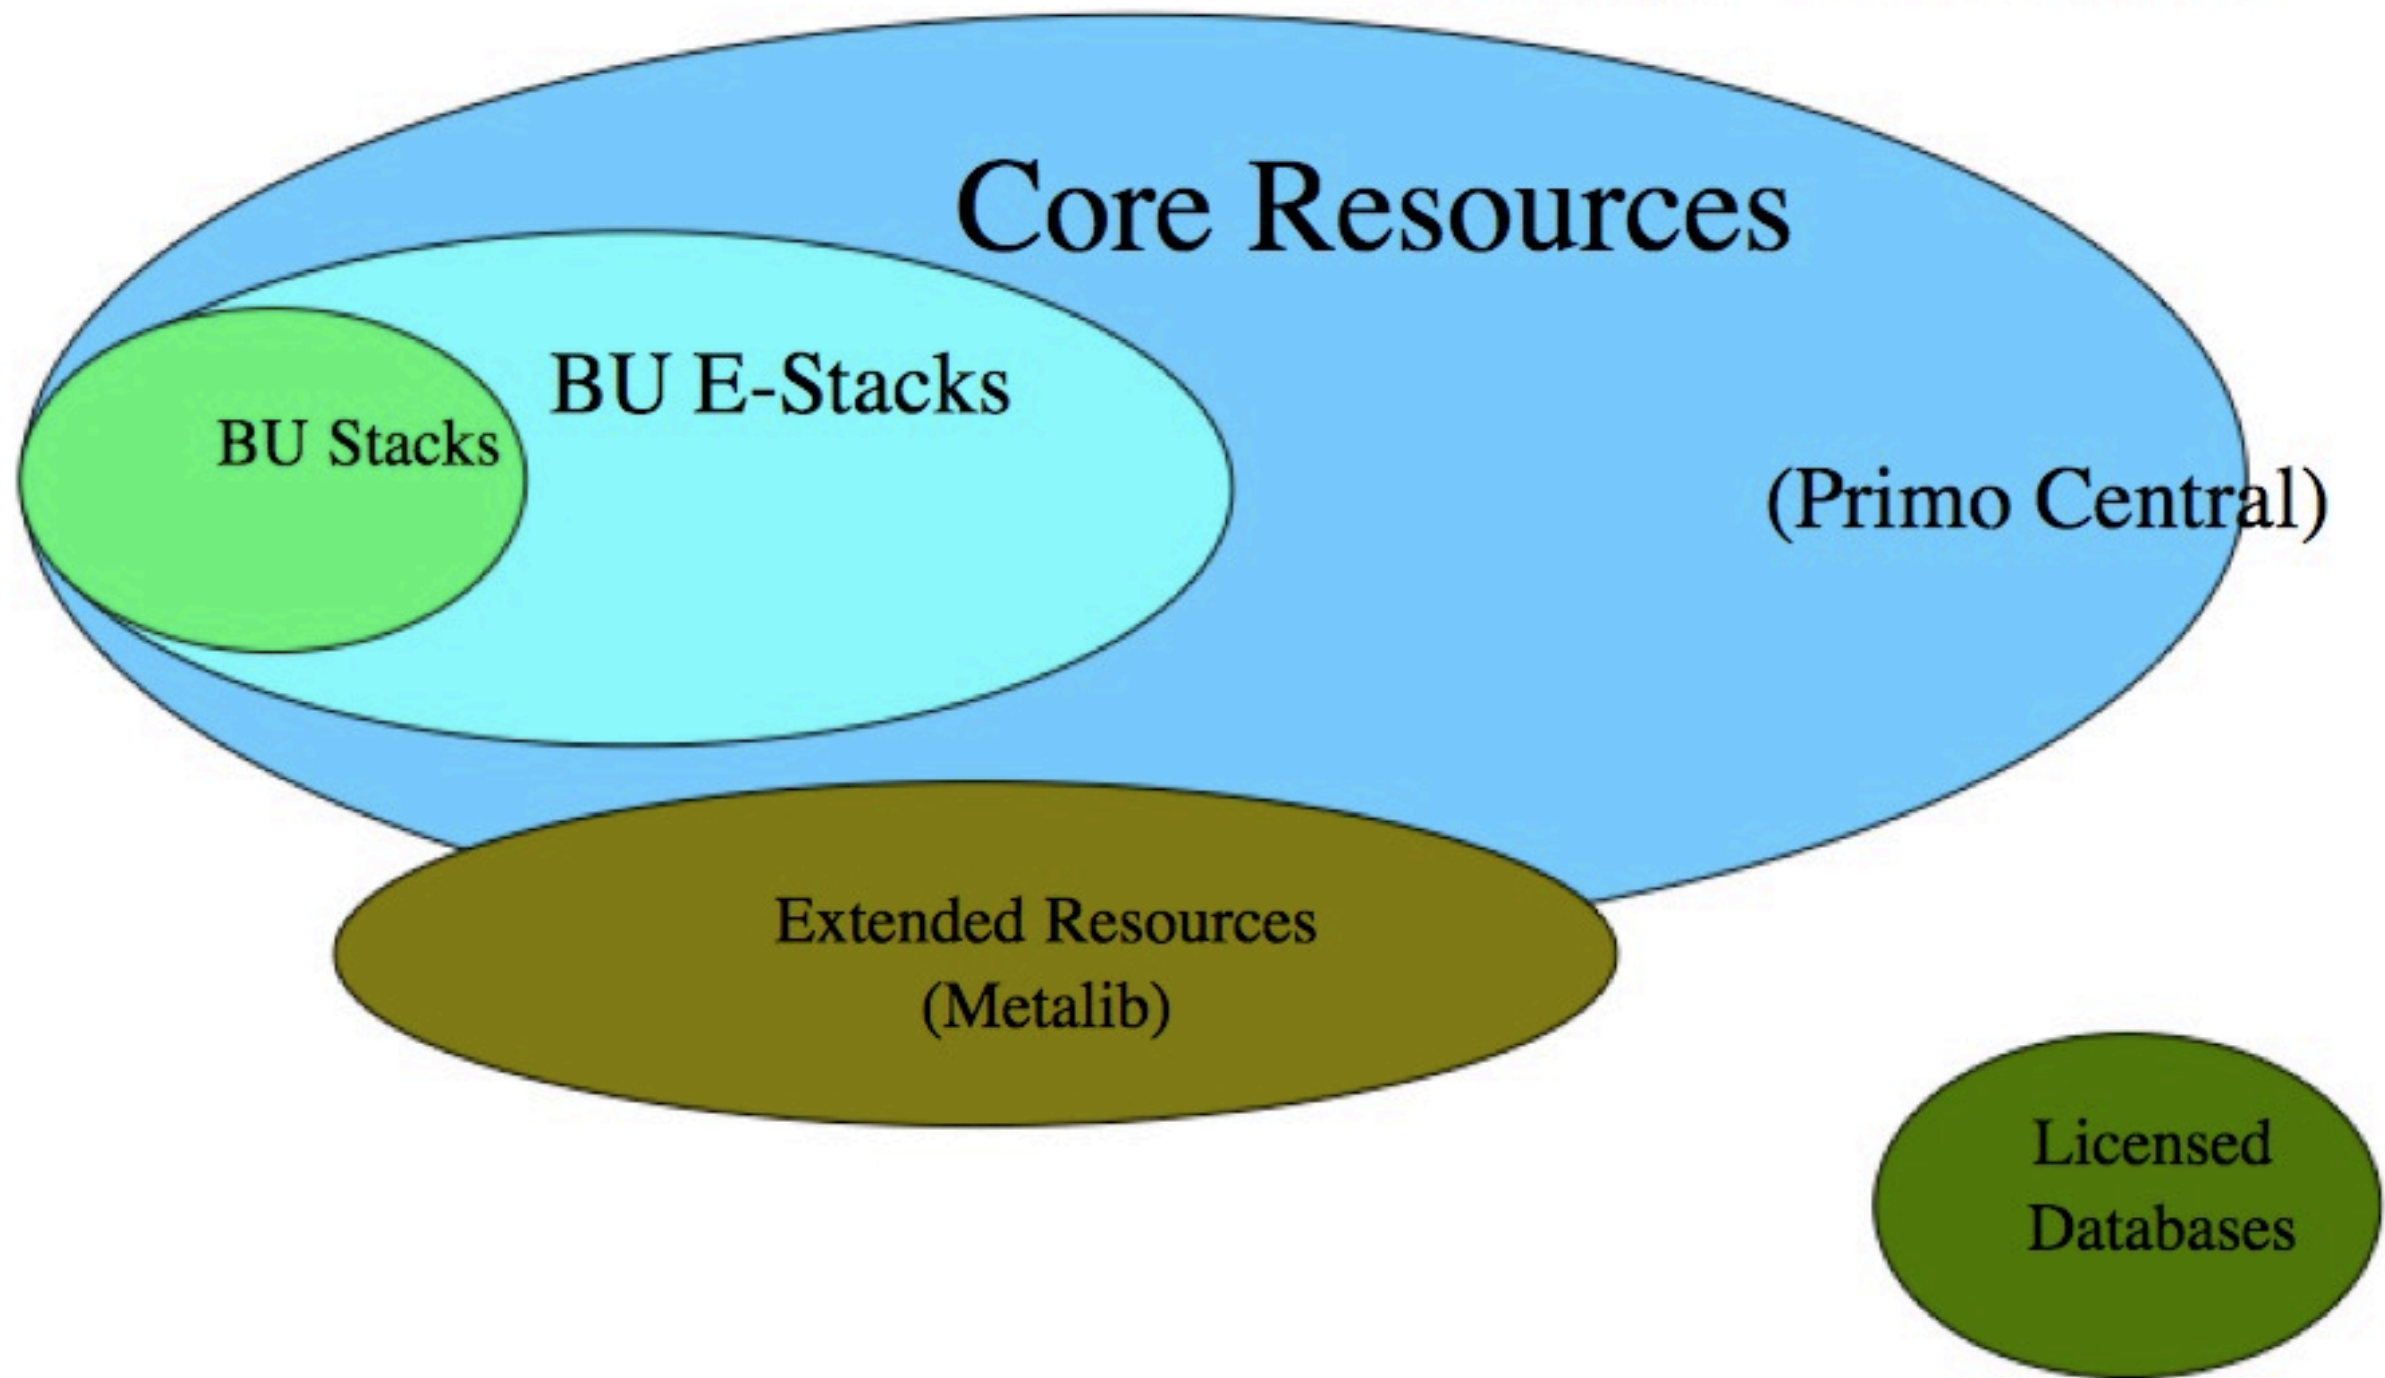 Core Resources
BU E-Stacks
BU Stacks
(Primo Central)
Extended Resources
(Metalib)
Licensed
Databases